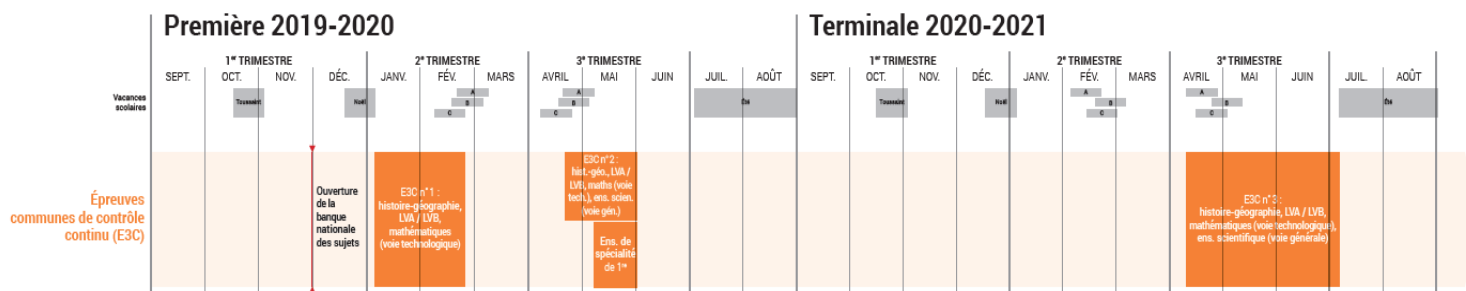 Première 2019-2020
Terminale 2020-2021
1er TRIMESTRE
2e TRIMESTRE
3e TRIMESTRE
1er TRIMESTRE
2e TRIMESTRE
3e TRIMESTRE
SEPT.
OCT.
NOV.
DÉC.
JANV.
FÉV.
MARS
AVRIL
MAI
JUIN
JUIL.
AOÛT
SEPT.
OCT.
NOV.
DÉC.
JANV.
FÉV.
MARS
AVRIL
MAI
JUIN
JUIL.
AOÛT
Vacances
scolaires
Toussaint
Noël
A
B
C
A
B
C
Été
Toussaint
Noël
A
B
C
A
B
C
Été
Épreuves
communes de contrôle
continu (E3C)
Ouverture
de la
banque
nationale
des sujets
E3C n°1 :
histoire-géographie,
LVA / LVB,
mathématiques
(voie technologique)
E3C n°2 :
hist.-géo., LVA /
LVB, maths (voie
tech.), ens. scien.
(voie gén.)
Ens. de
spécialité
de 1re
E3C n°3 :
histoire-géographie, LVA / LVB,
mathématiques (voie technologique),
ens. scientifique (voie générale)